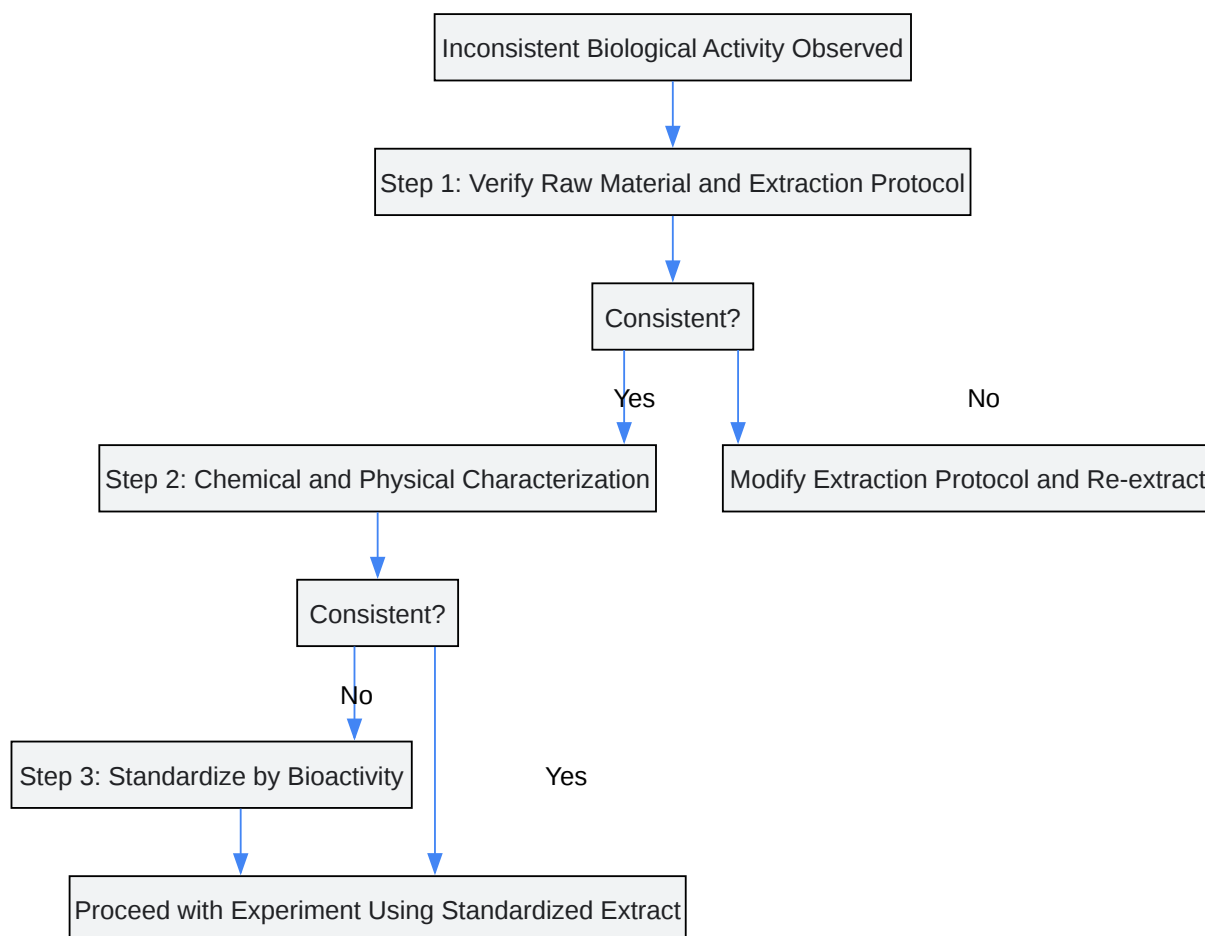 Inconsistent Biological Activity Observed
Step 1: Verify Raw Material and Extraction Protocol
Consistent?
Yes
No
Step 2: Chemical and Physical Characterization
Modify Extraction Protocol and Re-extract
Consistent?
No
Step 3: Standardize by Bioactivity
Yes
Proceed with Experiment Using Standardized Extract